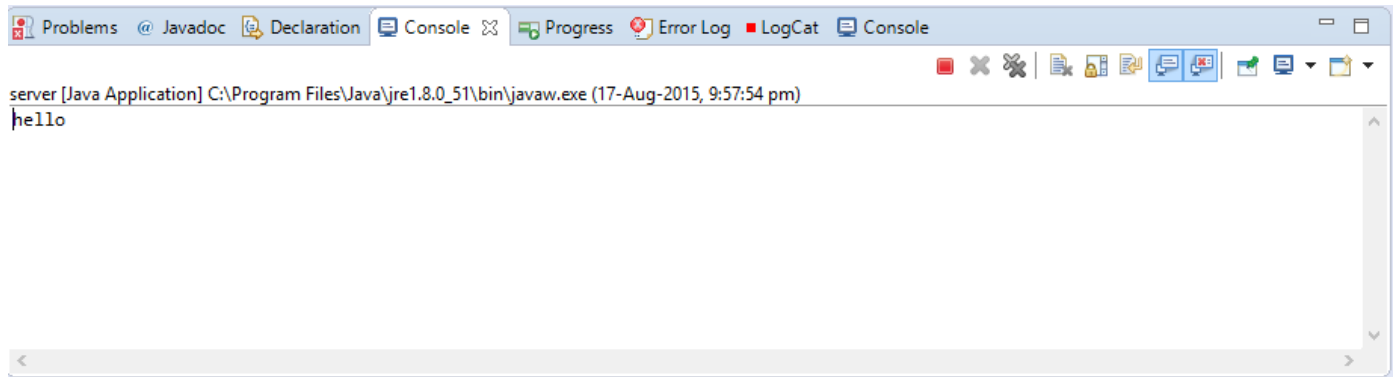 Problems @ Javadoc Declaration Console Progress Error Log LogCat Console
server [Java Application] C:\Program Files\Java\jre1.8.0_51\bin\javaw.exe (17-Aug-2015, 9:57:54 pm)
hello